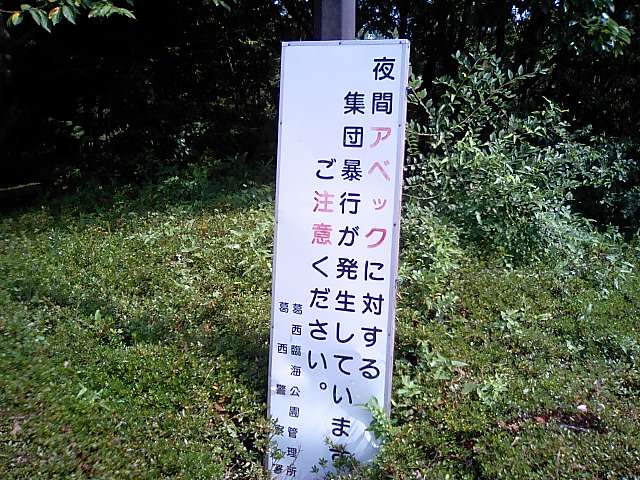 夜間アベックに対する
集団暴行が発生しています
ご注意ください。
葛西臨海公園管理所
葛西警察署